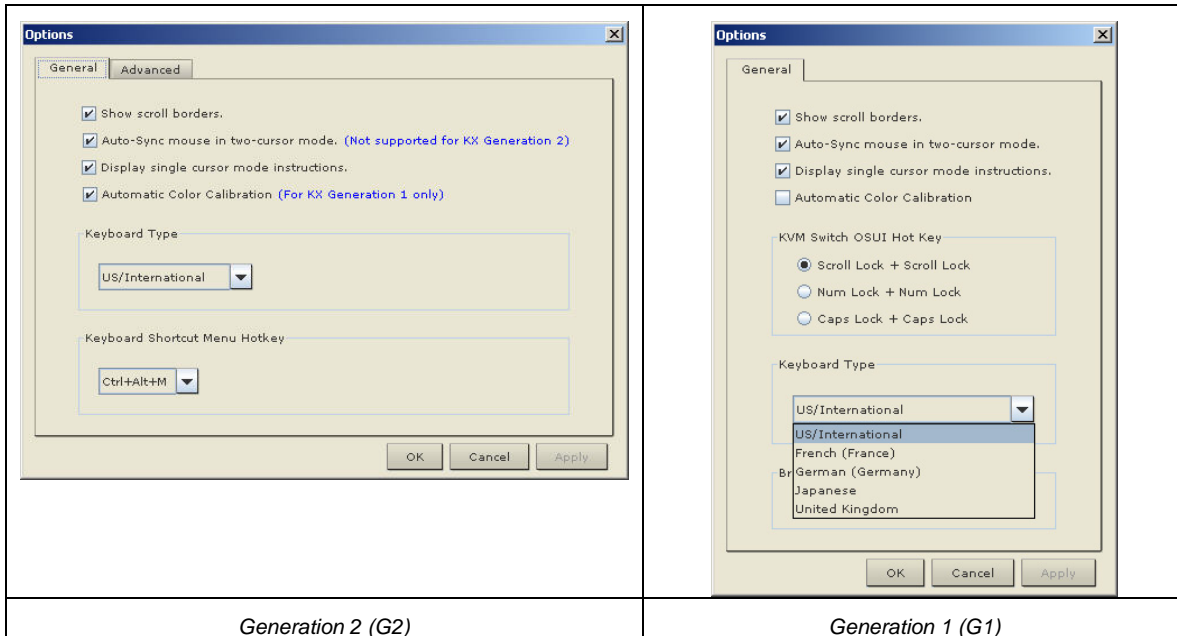 Options
General
Advanced
Show scroll borders.
Auto-Sync mouse in two-cursor mode. (Not supported for KX Generation 2)
Display single cursor mode instructions.
Automatic Color Calibration (For KX Generation 1 only)
Keyboard Type
US/International
Keyboard Shortcut Menu Hotkey
Ctrl+Alt+M
OK
Cancel
Apply
Generation 2 (G2)
Options
General
Show scroll borders.
Auto-Sync mouse in two-cursor mode.
Display single cursor mode instructions.
Automatic Color Calibration
KVM Switch OSUI Hot Key
Scroll Lock + Scroll Lock
Num Lock + Num Lock
Caps Lock + Caps Lock
Keyboard Type
US/International
US/International
French (France)
German (Germany)
Japanese
United Kingdom
OK
Cancel
Apply
Generation 1 (G1)